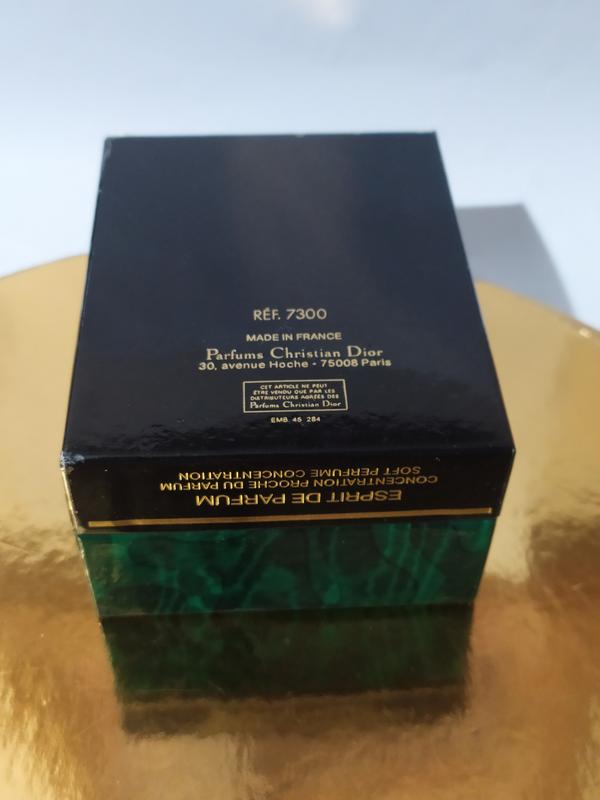 RÉF. 7300
MADE IN FRANCE
Parfums Christian Dior
30, avenue Hoche - 75008 Paris
CET ARTICLE NE PEUT
ÊTRE VENDU QUE PAR LES
DISTRIBUTEURS AGRÉÉS DES
Parfums Christian Dior
EMB. 45 284
ESPRIT DE PARFUM
CONCENTRATION PROCHE DU PARFUM
SOFT PERFUME CONCENTRATION